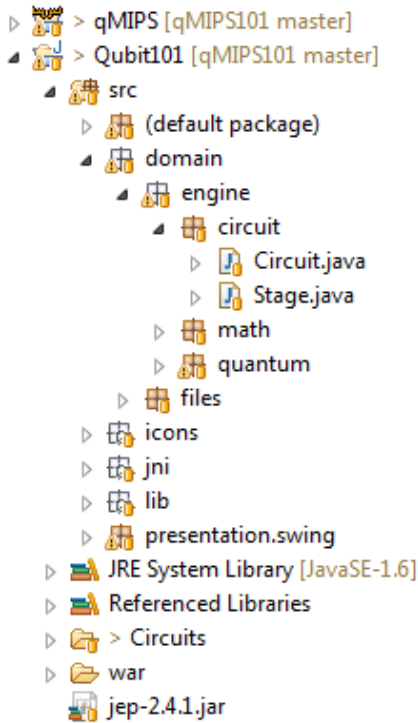 > qMIPS [qMIPS101 master]
> Qubit101 [qMIPS101 master]
src
(default package)
domain
engine
circuit
Circuit.java
Stage.java
math
quantum
files
icons
jni
lib
presentation.swing
JRE System Library [JavaSE-1.6]
Referenced Libraries
> Circuits
war
jep-2.4.1.jar